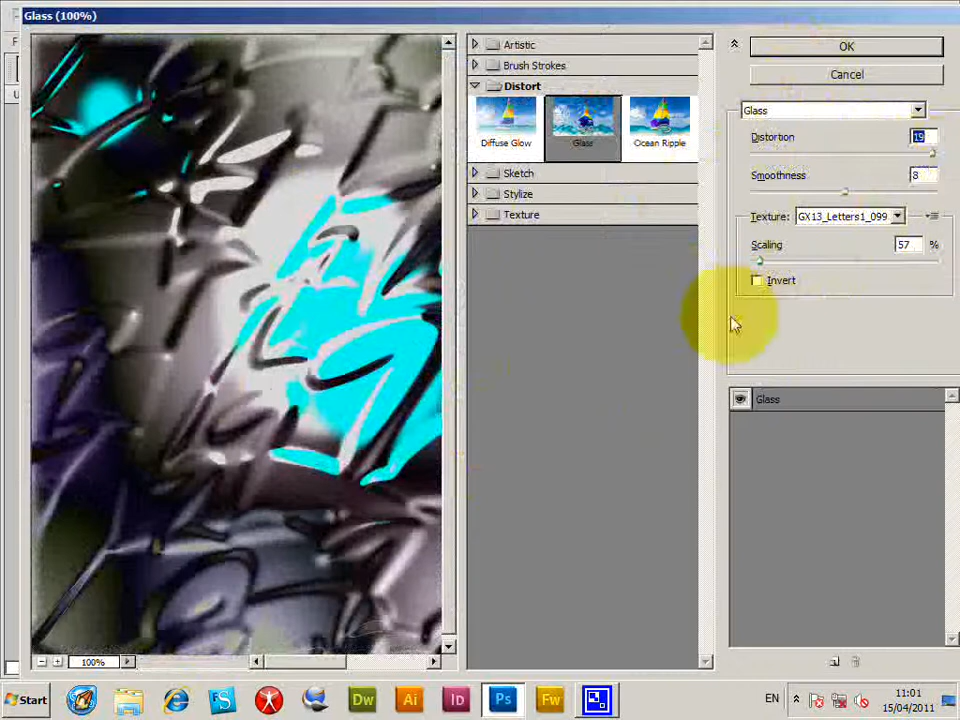 Glass (100%)
Artistic
Brush Strokes
Distort
Diffuse Glow
Glass
Ocean Ripple
Sketch
Stylize
Texture
OK
Cancel
Glass
Distortion
19
Smoothness
8
Texture:
GX13_Letters1_099
Scaling
57
%
Invert
Glass
100%
Start
Dw
Ai
Id
Ps
Fw
EN
11:01
15/04/2011